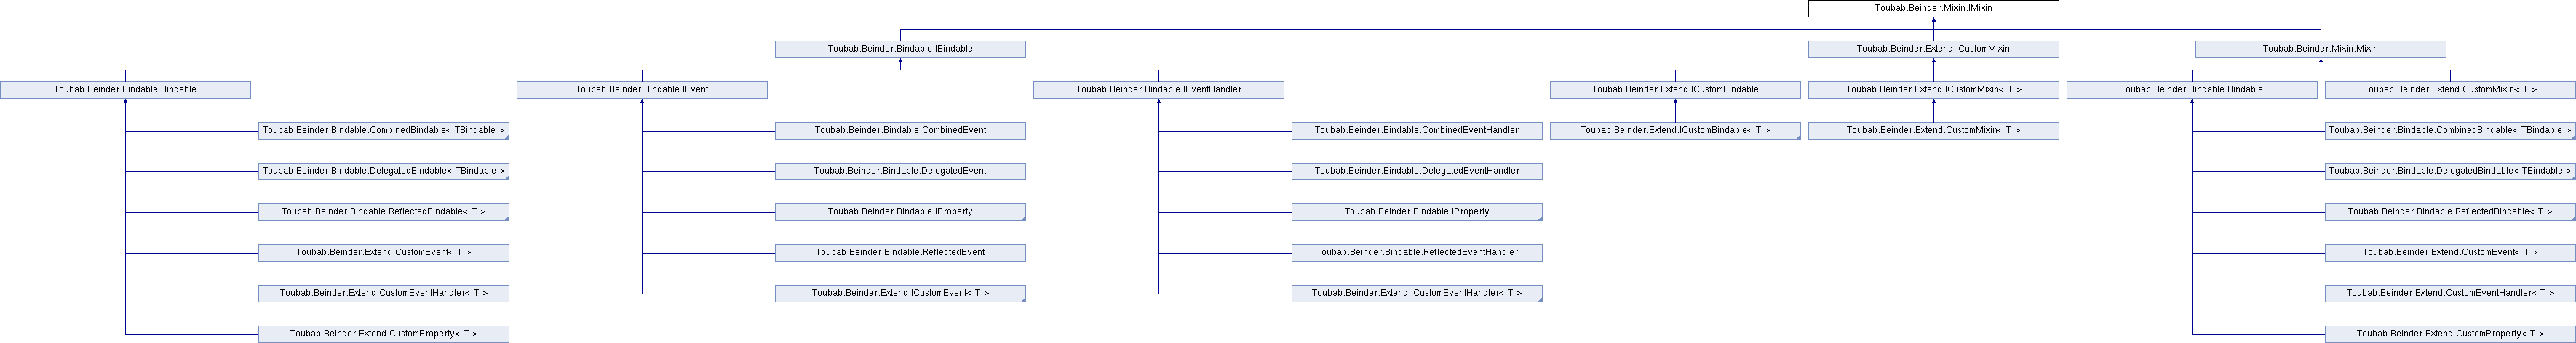 Toubab.Beinder.Mixin.IMixin
Toubab.Beinder.Bindable.IBindable
Toubab.Beinder.Extend.ICustomMixin
Toubab.Beinder.Mixin.Mixin
Toubab.Beinder.Bindable.Bindable
Toubab.Beinder.Bindable.IEvent
Toubab.Beinder.Bindable.IEventHandler
Toubab.Beinder.Extend.ICustomBindable
Toubab.Beinder.Extend.ICustomMixin< T >
Toubab.Beinder.Bindable.Bindable
Toubab.Beinder.Extend.CustomMixin< T >
Toubab.Beinder.Bindable.CombinedBindable< TBindable >
Toubab.Beinder.Bindable.CombinedEvent
Toubab.Beinder.Bindable.CombinedEventHandler
Toubab.Beinder.Extend.ICustomBindable< T >
Toubab.Beinder.Extend.CustomMixin< T >
Toubab.Beinder.Bindable.CombinedBindable< TBindable >
Toubab.Beinder.Bindable.DelegatedBindable< TBindable >
Toubab.Beinder.Bindable.DelegatedEvent
Toubab.Beinder.Bindable.DelegatedEventHandler
Toubab.Beinder.Bindable.DelegatedBindable< TBindable >
Toubab.Beinder.Bindable.ReflectedBindable< T >
Toubab.Beinder.Bindable.IProperty
Toubab.Beinder.Bindable.IProperty
Toubab.Beinder.Bindable.ReflectedBindable< T >
Toubab.Beinder.Extend.CustomEvent< T >
Toubab.Beinder.Bindable.ReflectedEvent
Toubab.Beinder.Bindable.ReflectedEventHandler
Toubab.Beinder.Extend.CustomEvent< T >
Toubab.Beinder.Extend.CustomEventHandler< T >
Toubab.Beinder.Extend.ICustomEvent< T >
Toubab.Beinder.Extend.ICustomEventHandler< T >
Toubab.Beinder.Extend.CustomEventHandler< T >
Toubab.Beinder.Extend.CustomProperty< T >
Toubab.Beinder.Extend.CustomProperty< T >